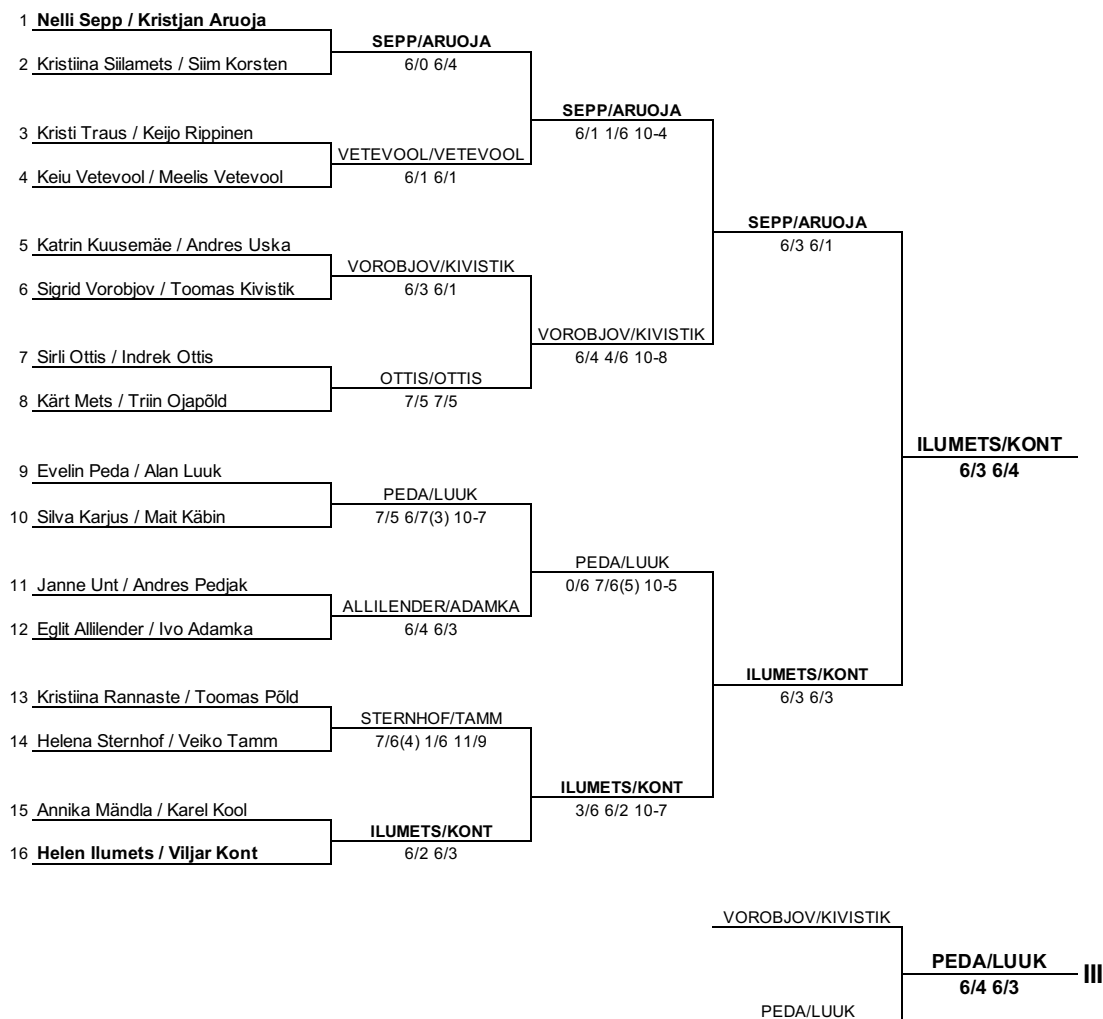 1 Nelli Sepp / Kristjan Aruoja
SEPP/ARUOJA
2 Kristiina Siilamets / Siim Korsten
6/0 6/4
SEPP/ARUOJA
6/1 1/6 10-4
3 Kristi Traus / Keijo Rippinen
VETEVOOL/VETEVOOL
4 Keiu Vetevool / Meelis Vetevool
6/1 6/1
SEPP/ARUOJA
6/3 6/1
5 Katrin Kuusemäe / Andres Uska
VOROBJOV/KIVISTIK
6 Sigrid Vorobjov / Toomas Kivistik
6/3 6/1
VOROBJOV/KIVISTIK
6/4 4/6 10-8
7 Sirli Ottis / Indrek Ottis
OTTIS/OTTIS
8 Kärt Mets / Triin Ojapõld
7/5 7/5
ILUMETS/KONT
6/3 6/4
9 Evelin Peda / Alan Luuk
PEDA/LUUK
10 Silva Karjus / Mait Käbin
7/5 6/7(3) 10-7
PEDA/LUUK
0/6 7/6(5) 10-5
11 Janne Unt / Andres Pedjak
ALLILENDER/ADAMKA
12 Eglit Allilender / Ivo Adamka
6/4 6/3
ILUMETS/KONT
6/3 6/3
13 Kristiina Rannaste / Toomas Põld
STERNHOF/TAMM
14 Helena Sternhof / Veiko Tamm
7/6(4) 1/6 11/9
ILUMETS/KONT
3/6 6/2 10-7
15 Annika Mändla / Karel Kool
ILUMETS/KONT
16 Helen Ilumets / Viljar Kont
6/2 6/3
VOROBJOV/KIVISTIK
PEDA/LUUK III
6/4 6/3
PEDA/LUUK